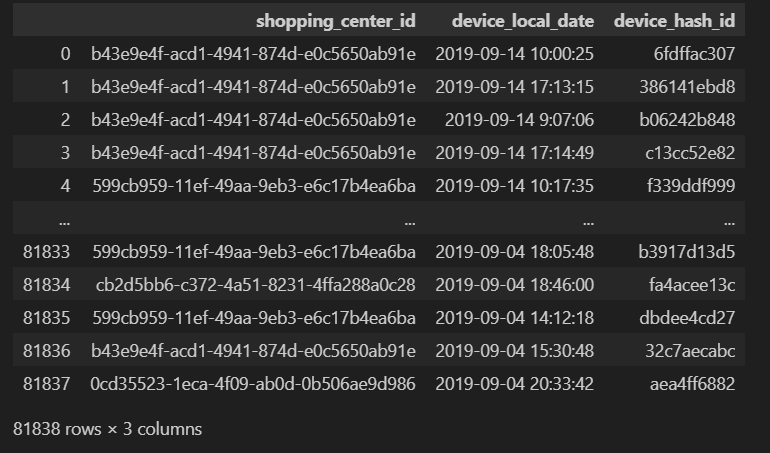 shopping_center_id device_local_date device_hash_id
0 b43e9e4f-acd1-4941-874d-e0c5650ab91e 2019-09-14 10:00:25 6fdffac307
1 b43e9e4f-acd1-4941-874d-e0c5650ab91e 2019-09-14 17:13:15 386141ebd8
2 b43e9e4f-acd1-4941-874d-e0c5650ab91e 2019-09-14 9:07:06 b06242b848
3 b43e9e4f-acd1-4941-874d-e0c5650ab91e 2019-09-14 17:14:49 c13cc52e82
4 599cb959-11ef-49aa-9eb3-e6c17b4ea6ba 2019-09-14 10:17:35 f339ddf999
... ... ... ...
81833 599cb959-11ef-49aa-9eb3-e6c17b4ea6ba 2019-09-04 18:05:48 b3917d13d5
81834 cb2d5bb6-c372-4a51-8231-4ffa288a0c28 2019-09-04 18:46:00 fa4acee13c
81835 599cb959-11ef-49aa-9eb3-e6c17b4ea6ba 2019-09-04 14:12:18 dbdee4cd27
81836 b43e9e4f-acd1-4941-874d-e0c5650ab91e 2019-09-04 15:30:48 32c7aecabc
81837 0cd35523-1eca-4f09-ab0d-0b506ae9d986 2019-09-04 20:33:42 aea4ff6882
81838 rows × 3 columns